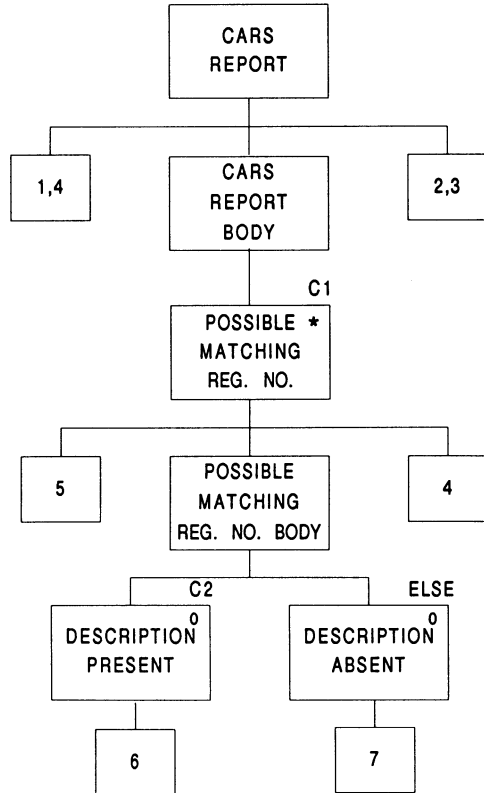 CARS
REPORT
1,4
CARS
REPORT
BODY
2,3
C1
POSSIBLE *
MATCHING
REG. NO.
5
POSSIBLE
MATCHING
REG. NO. BODY
4
C2
ELSE
DESCRIPTION o
PRESENT
DESCRIPTION o
ABSENT
6
7